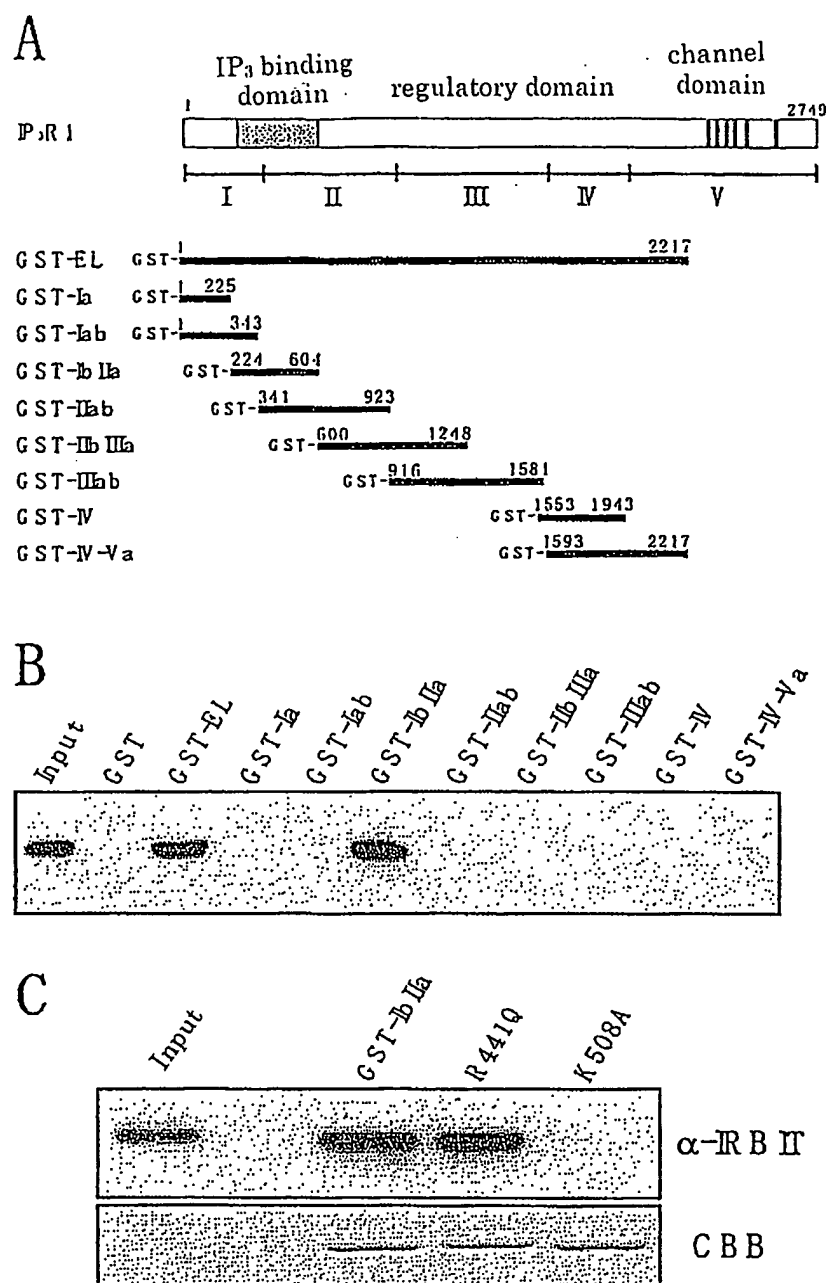 A
IP₃ binding domain
regulatory domain
channel domain
1
2749
IP₃R1
I II III IV V
GST-EL GST- 1 2217
GST-Ia GST- 1 225
GST-Iab GST- 1 343
GST-IbIIa GST- 224 604
GST-IIab GST- 341 923
GST-IIbIIIa GST- 600 1248
GST-IIIab GST- 916 1581
GST-IV GST- 1553 1943
GST-IV-Va GST- 1593 2217
B
Input
GST
GST-EL
GST-Ia
GST-Iab
GST-IbIIa
GST-IIab
GST-IIbIIIa
GST-IIIab
GST-IV
GST-IV-Va
C
Input
GST-IbIIa
R441Q
K508A
α-IRBIT
CBB